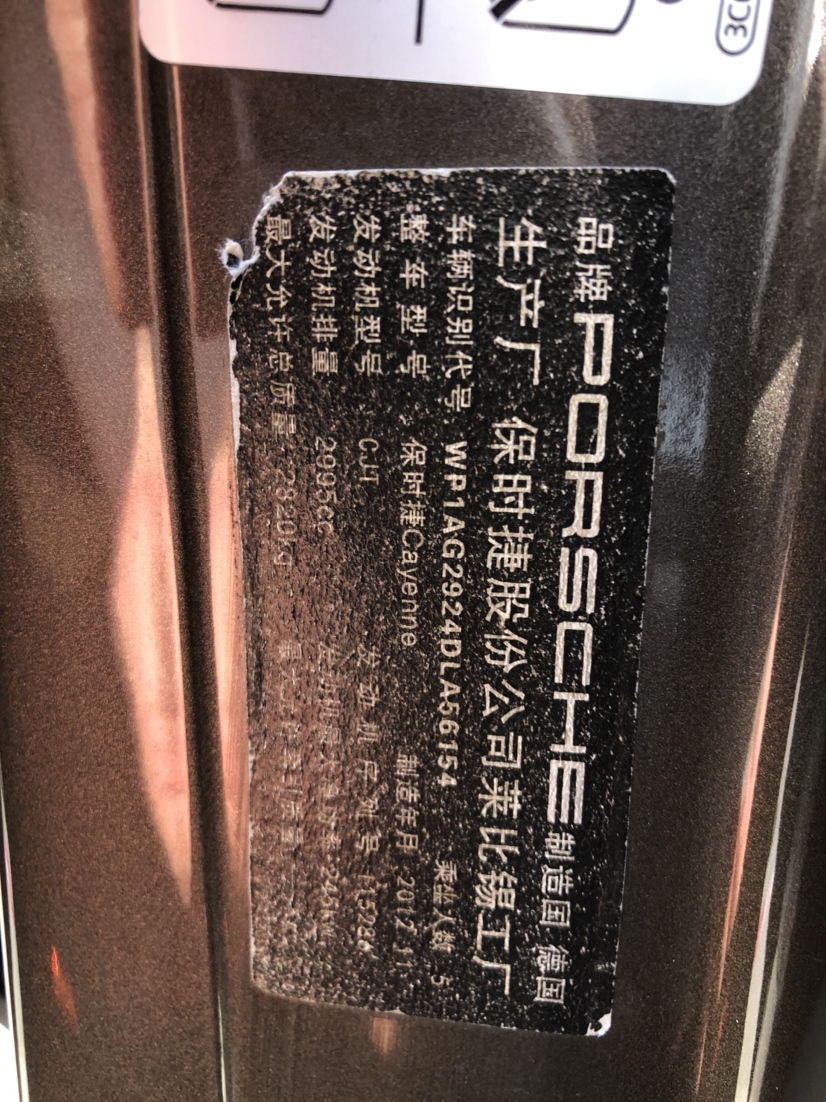 3C
品牌 PORSCHE 制造国 德国
生产厂 保时捷股份公司莱比锡工厂
车辆识别代号 WP1AG2924DLA56154 乘坐人数 5
整车型号 保时捷Cayenne 制造年月 2012.11
发动机型号 CJT 发动机序列号
发动机排量 2995cc
最大允许总质量 2820kg